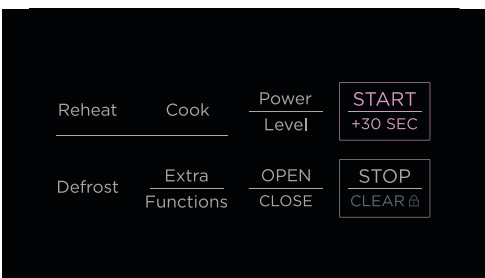 Reheat
Cook
Power
Level
START
+30 SEC
Defrost
Extra
Functions
OPEN
CLOSE
STOP
CLEAR